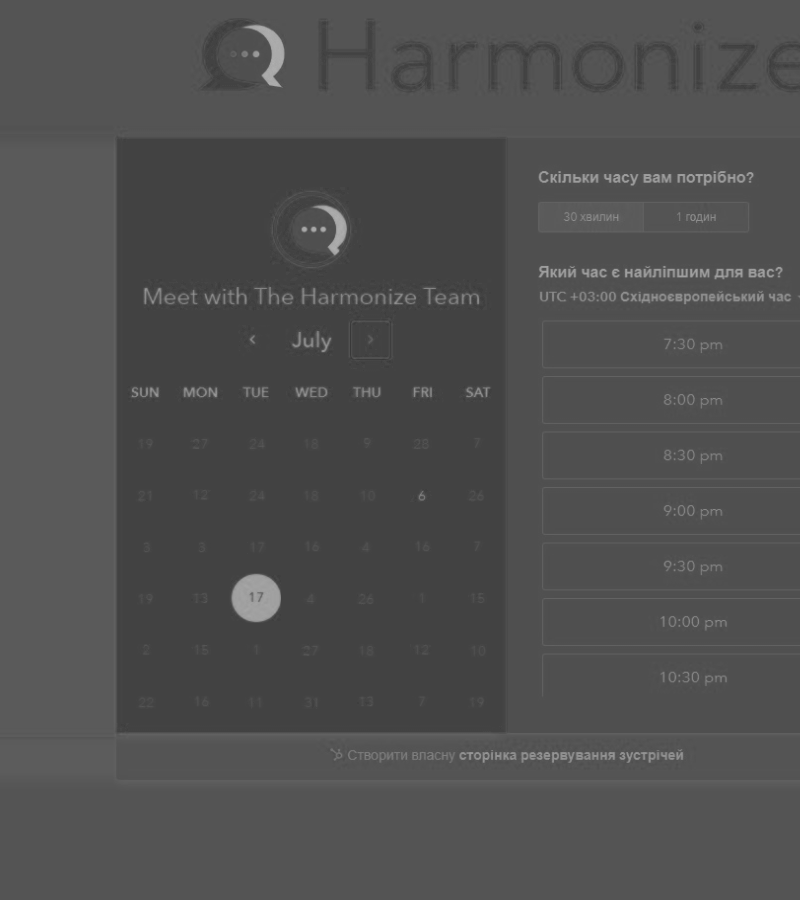 Harmonize
Meet with The Harmonize Team
July
SUN MON TUE WED THU FRI SAT
19 27 24 18 9 28 7
21 12 24 18 10 6 26
3 3 17 16 4 16 7
19 13 17 4 26 1 15
2 15 1 27 18 12 10
22 16 11 31 13 7 19
Скільки часу вам потрібно?
30 хвилин 1 годин
Який час є найліпшим для вас?
UTC +03:00 Східноєвропейський час
7:30 pm
8:00 pm
8:30 pm
9:00 pm
9:30 pm
10:00 pm
10:30 pm
Створити власну сторінка резервування зустрічей